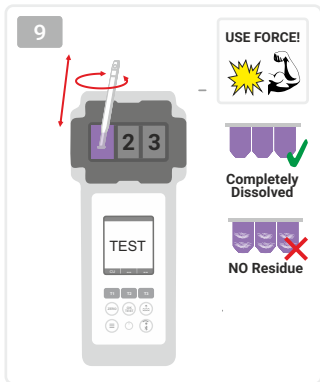 9
USE FORCE!
2 3
Completely
Dissolved
TEST
NO Residue